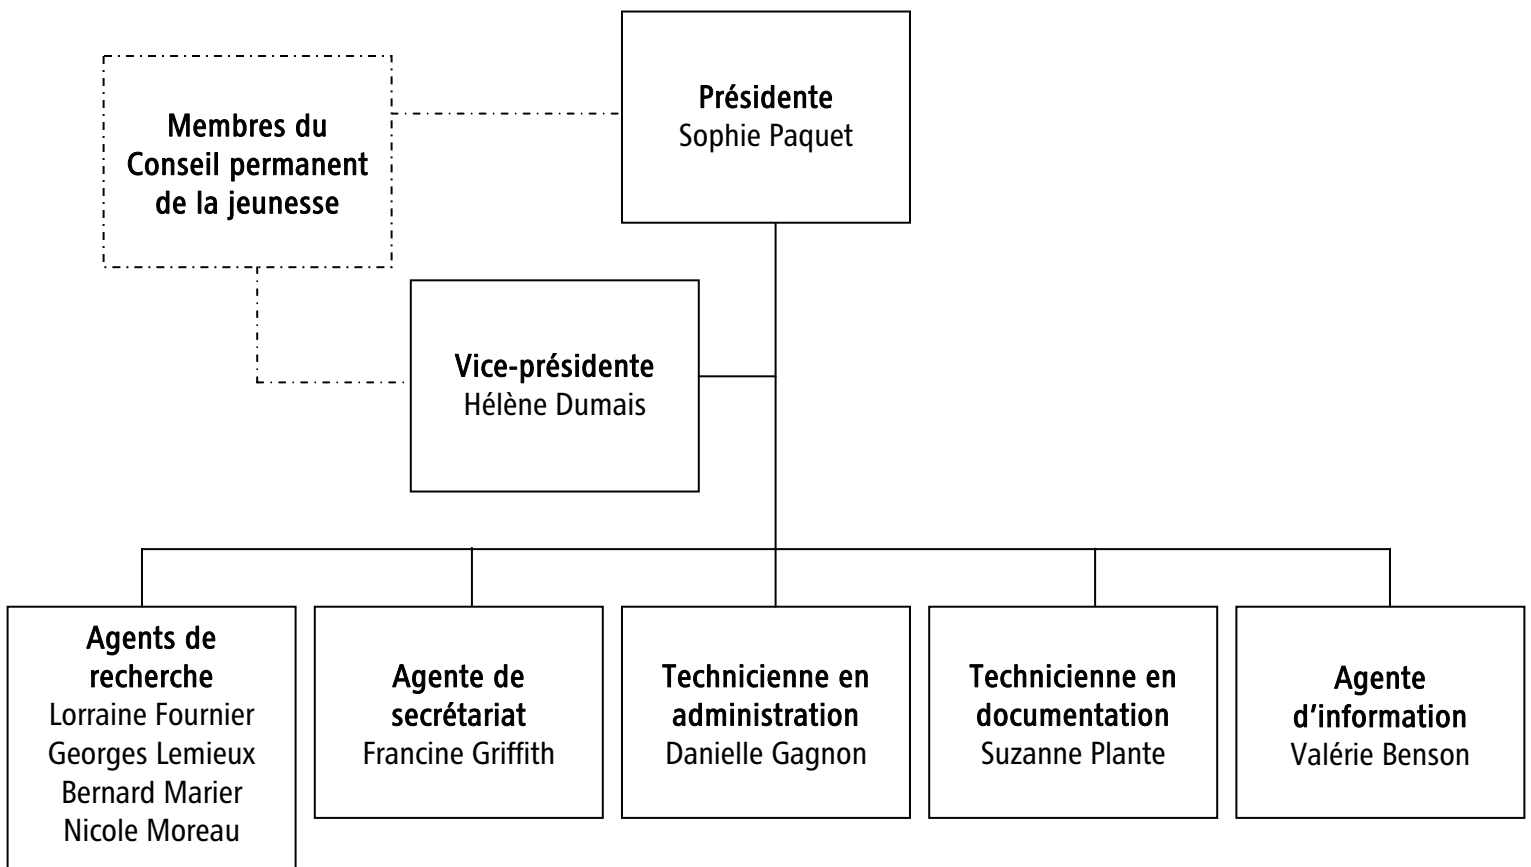 Présidente
Sophie Paquet
Membres du
Conseil permanent
de la jeunesse
Vice-présidente
Hélène Dumais
Agents de
recherche
Lorraine Fournier
Georges Lemieux
Bernard Marier
Nicole Moreau
Agente de
secrétariat
Francine Griffith
Technicienne en
administration
Danielle Gagnon
Technicienne en
documentation
Suzanne Plante
Agente
d’information
Valérie Benson